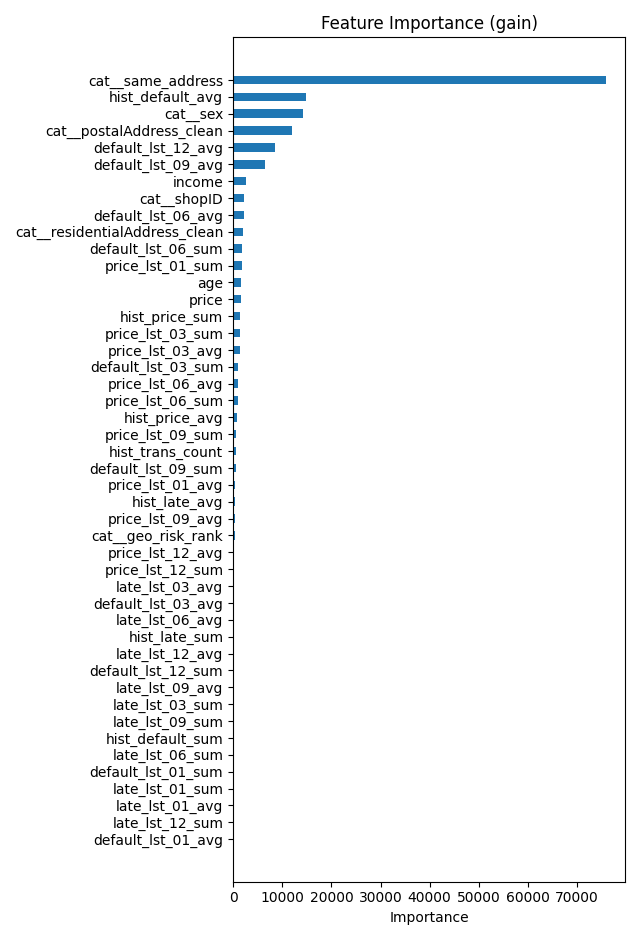 Feature Importance (gain)
cat__same_address
hist_default_avg
cat__sex
cat__postalAddress_clean
default_lst_12_avg
default_lst_09_avg
income
cat__shopID
default_lst_06_avg
cat__residentialAddress_clean
default_lst_06_sum
price_lst_01_sum
age
price
hist_price_sum
price_lst_03_sum
price_lst_03_avg
default_lst_03_sum
price_lst_06_avg
price_lst_06_sum
hist_price_avg
price_lst_09_sum
hist_trans_count
default_lst_09_sum
price_lst_01_avg
hist_late_avg
price_lst_09_avg
cat__geo_risk_rank
price_lst_12_avg
price_lst_12_sum
late_lst_03_avg
default_lst_03_avg
late_lst_06_avg
hist_late_sum
late_lst_12_avg
default_lst_12_sum
late_lst_09_avg
late_lst_03_sum
late_lst_09_sum
hist_default_sum
late_lst_06_sum
default_lst_01_sum
late_lst_01_sum
late_lst_01_avg
late_lst_12_sum
default_lst_01_avg
0 10000 20000 30000 40000 50000 60000 70000
Importance